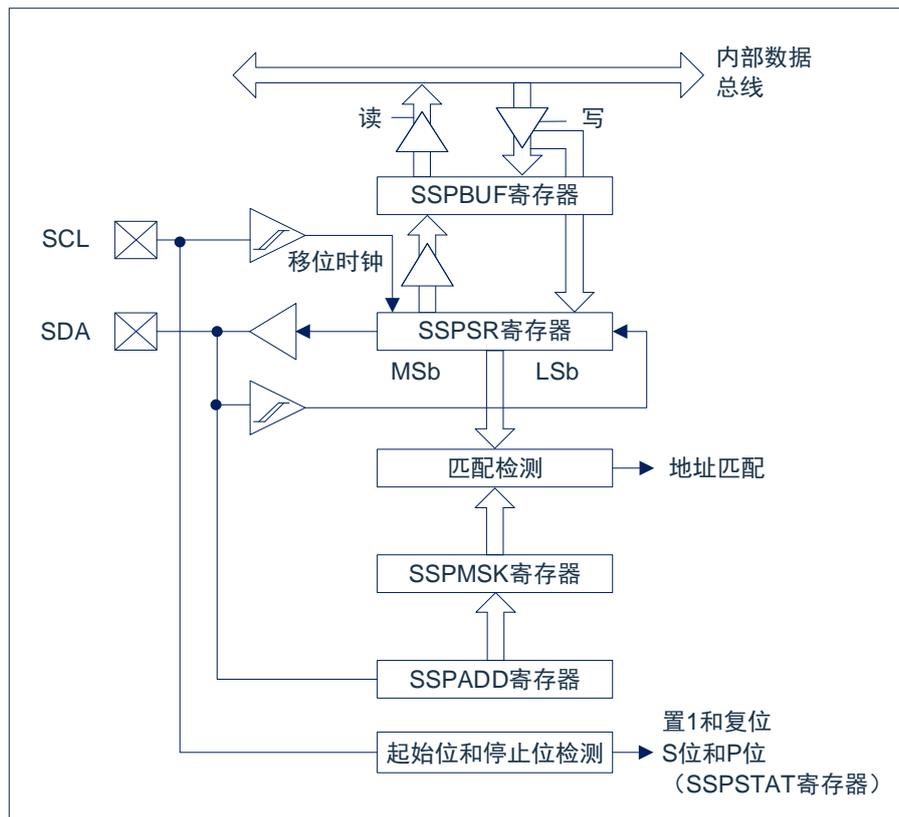 内部数据
总线
读
写
SSPBUF寄存器
SCL
移位时钟
SDA
SSPSR寄存器
MSb
LSb
匹配检测
地址匹配
SSPMSK寄存器
SSPADD寄存器
置1和复位
起始位和停止位检测
S位和P位
（SSPSTAT寄存器）